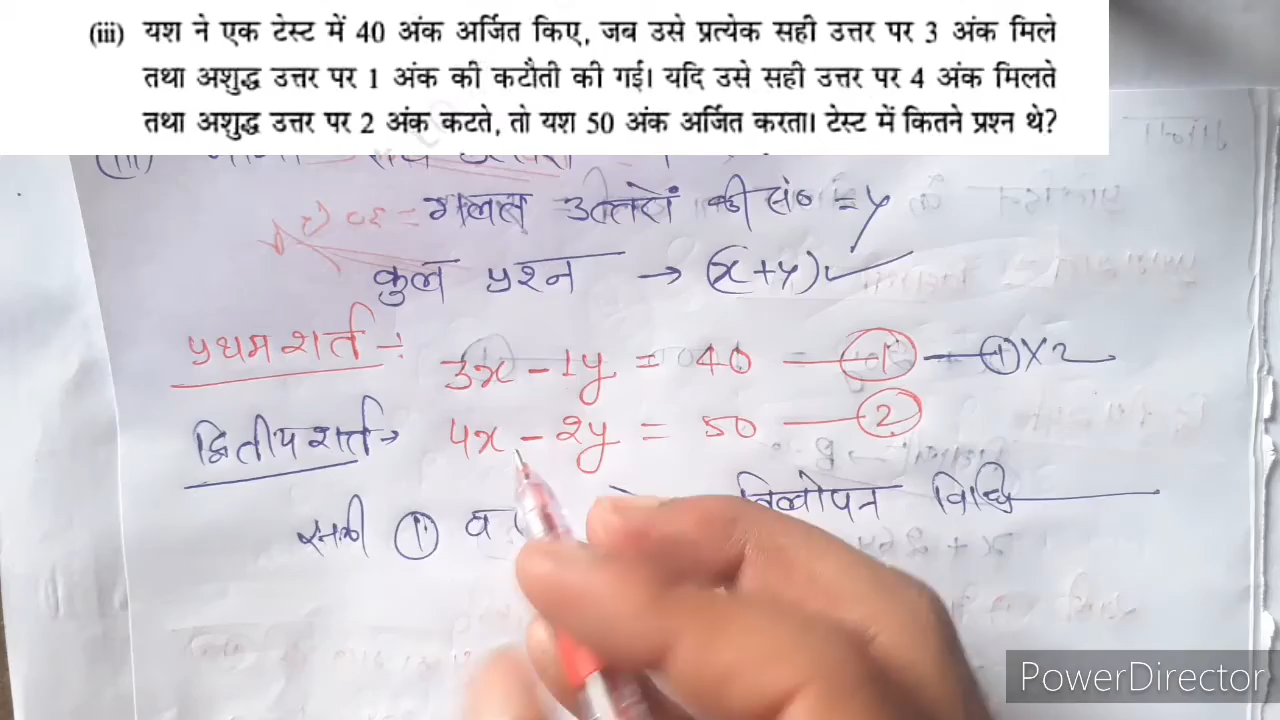 (iii) यश ने एक टेस्ट में 40 अंक अर्जित किए, जब उसे प्रत्येक सही उत्तर पर 3 अंक मिले
तथा अशुद्ध उत्तर पर 1 अंक की कटौती की गई। यदि उसे सही उत्तर पर 4 अंक मिलते
तथा अशुद्ध उत्तर पर 2 अंक कटते, तो यश 50 अंक अर्जित करता। टेस्ट में कितने प्रश्न थे?
(iii)
गलत उत्तरों की सं० = y
कुल प्रश्न → (x+y) ✓
प्रथम शर्त - 3x - 1y = 40 — ① — ①×2
द्वितीय शर्त → 4x - 2y = 50 — ②
समी ① व विलोपन विधि
PowerDirector